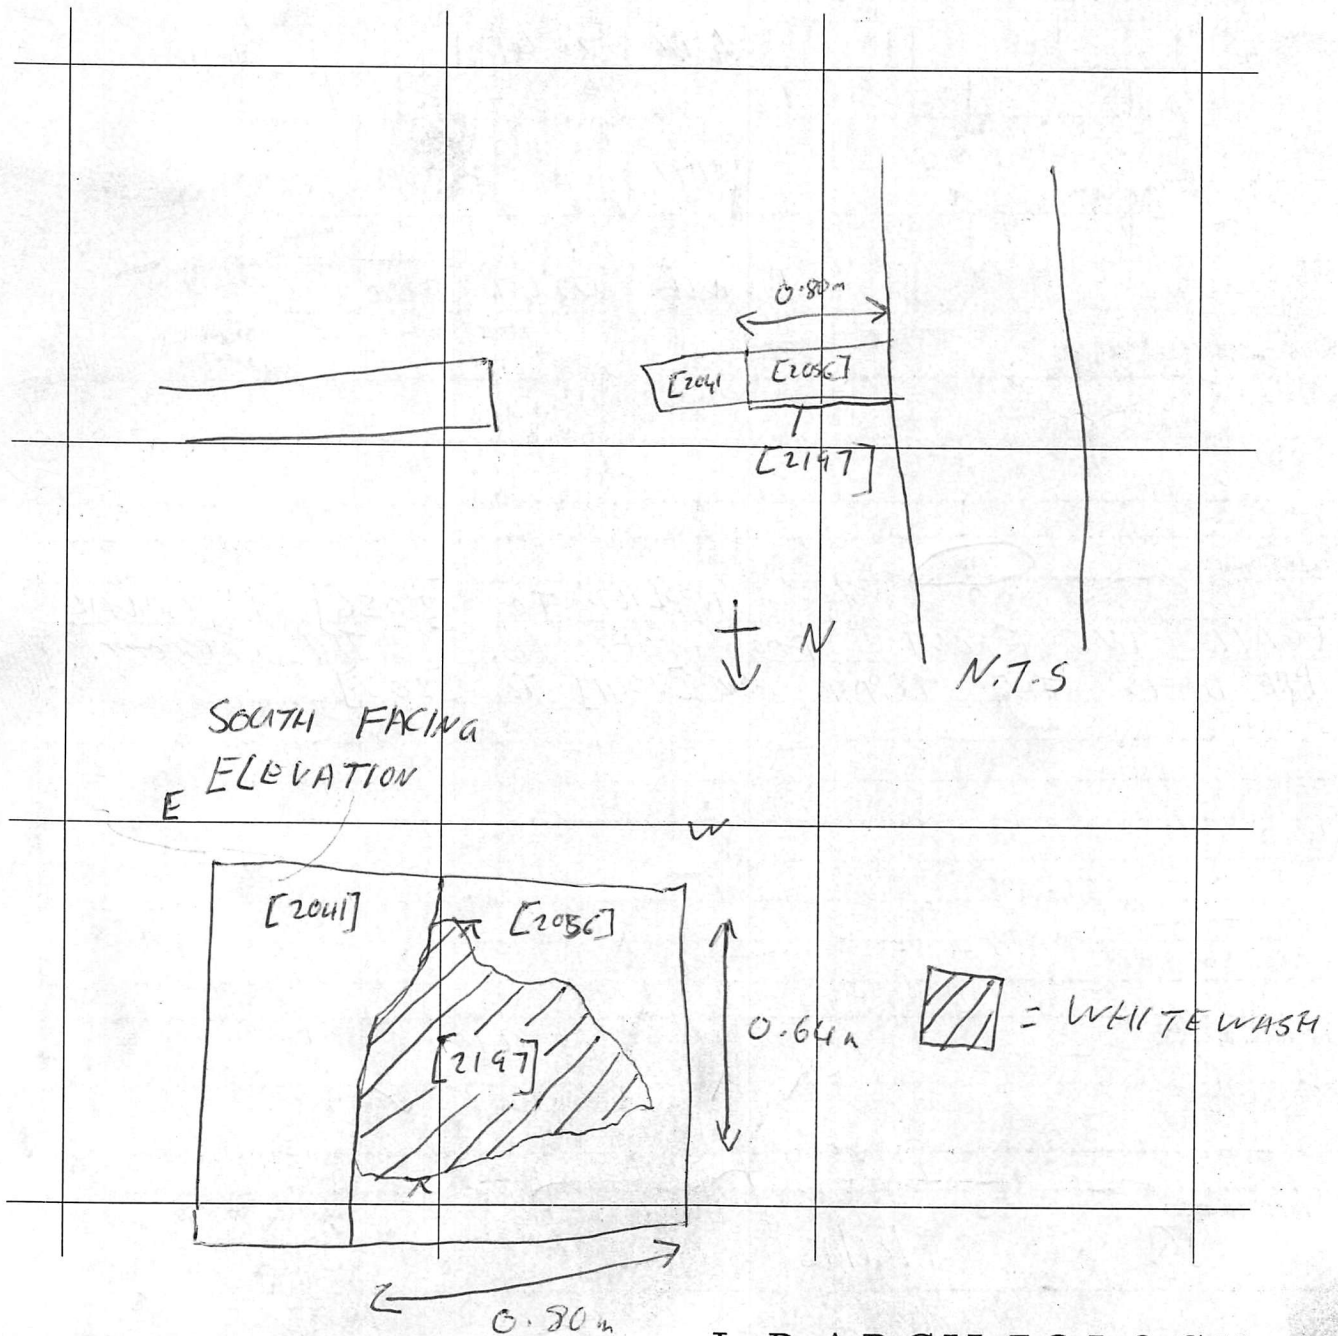 0.80m
[2041
[2056]
[2197]
N
N.T.S
SOUTH FACING
ELEVATION
E
W
[2041]
[2056]
[2197]
0.64m
= WHITEWASH
0.80m